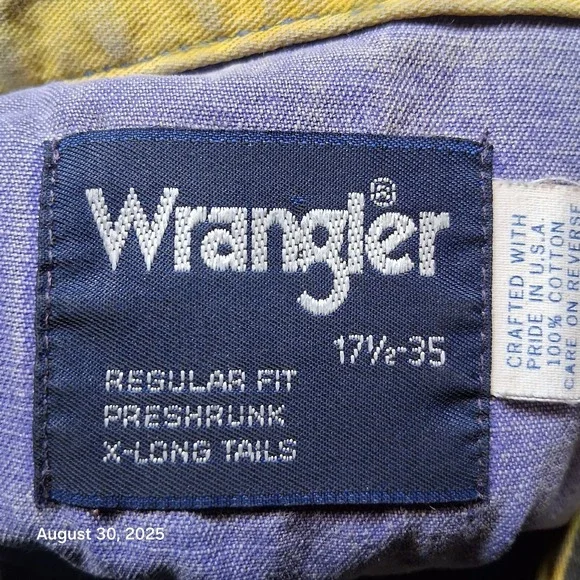 Wrangler®
17½-35
REGULAR FIT
PRESHRUNK
X-LONG TAILS
CRAFTED WITH
PRIDE IN U.S.A.
100% COTTON
CARE ON REVERSE
August 30, 2025